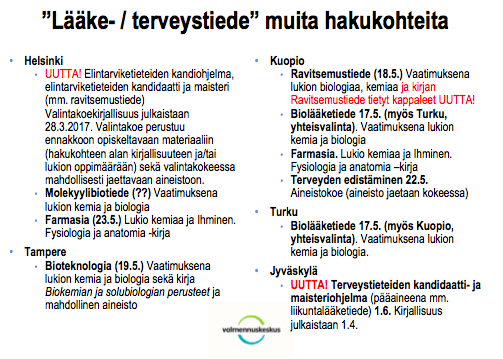 ”Lääke- / terveystiede” muita hakukohteita
Helsinki
UUTTA! Elintarviketieteiden kandiohjelma,
elintarviketieteiden kandidaatti ja maisteri
(mm. ravitsemustiede)
Valintakoekirjallisuus julkaistaan
28.3.2017. Valintakoe perustuu
ennakkoon opiskeltavaan materiaaliin
(hakukohteen alan kirjallisuuteen ja/tai
lukion oppimäärään) sekä valintakokeessa
mahdollisesti jaettavaan aineistoon.
Molekyylibiotiede (??) Vaatimuksena
lukion kemia ja biologia
Farmasia (23.5.) Lukio kemiaa ja Ihminen.
Fysiologia ja anatomia -kirja
Tampere
Bioteknologia (19.5.) Vaatimuksena
lukion kemia ja biologia sekä kirja
Biokemian ja solubiologian perusteet ja
mahdollinen aineisto
Kuopio
Ravitsemustiede (18.5.) Vaatimuksena
lukion biologiaa, kemiaa ja kirjan
Ravitsemustiede tietyt kappaleet UUTTA!
Biolääketiede 17.5. (myös Turku,
yhteisvalinta). Vaatimuksena lukion
kemia ja biologia
Farmasia. Lukio kemiaa ja Ihminen.
Fysiologia ja anatomia –kirja
Terveyden edistäminen 22.5.
Aineistokoe (aineisto jaetaan kokeessa)
Turku
Biolääketiede 17.5. (myös Kuopio,
yhteisvalinta). Vaatimuksena lukion
kemia ja biologia.
Jyväskylä
UUTTA! Terveystieteiden kandidaatti- ja
maisteriohjelma (pääaineena mm.
liikuntalääketiede) 1.6. Kirjallisuus
julkaistaan 1.4.
valmennuskeskus